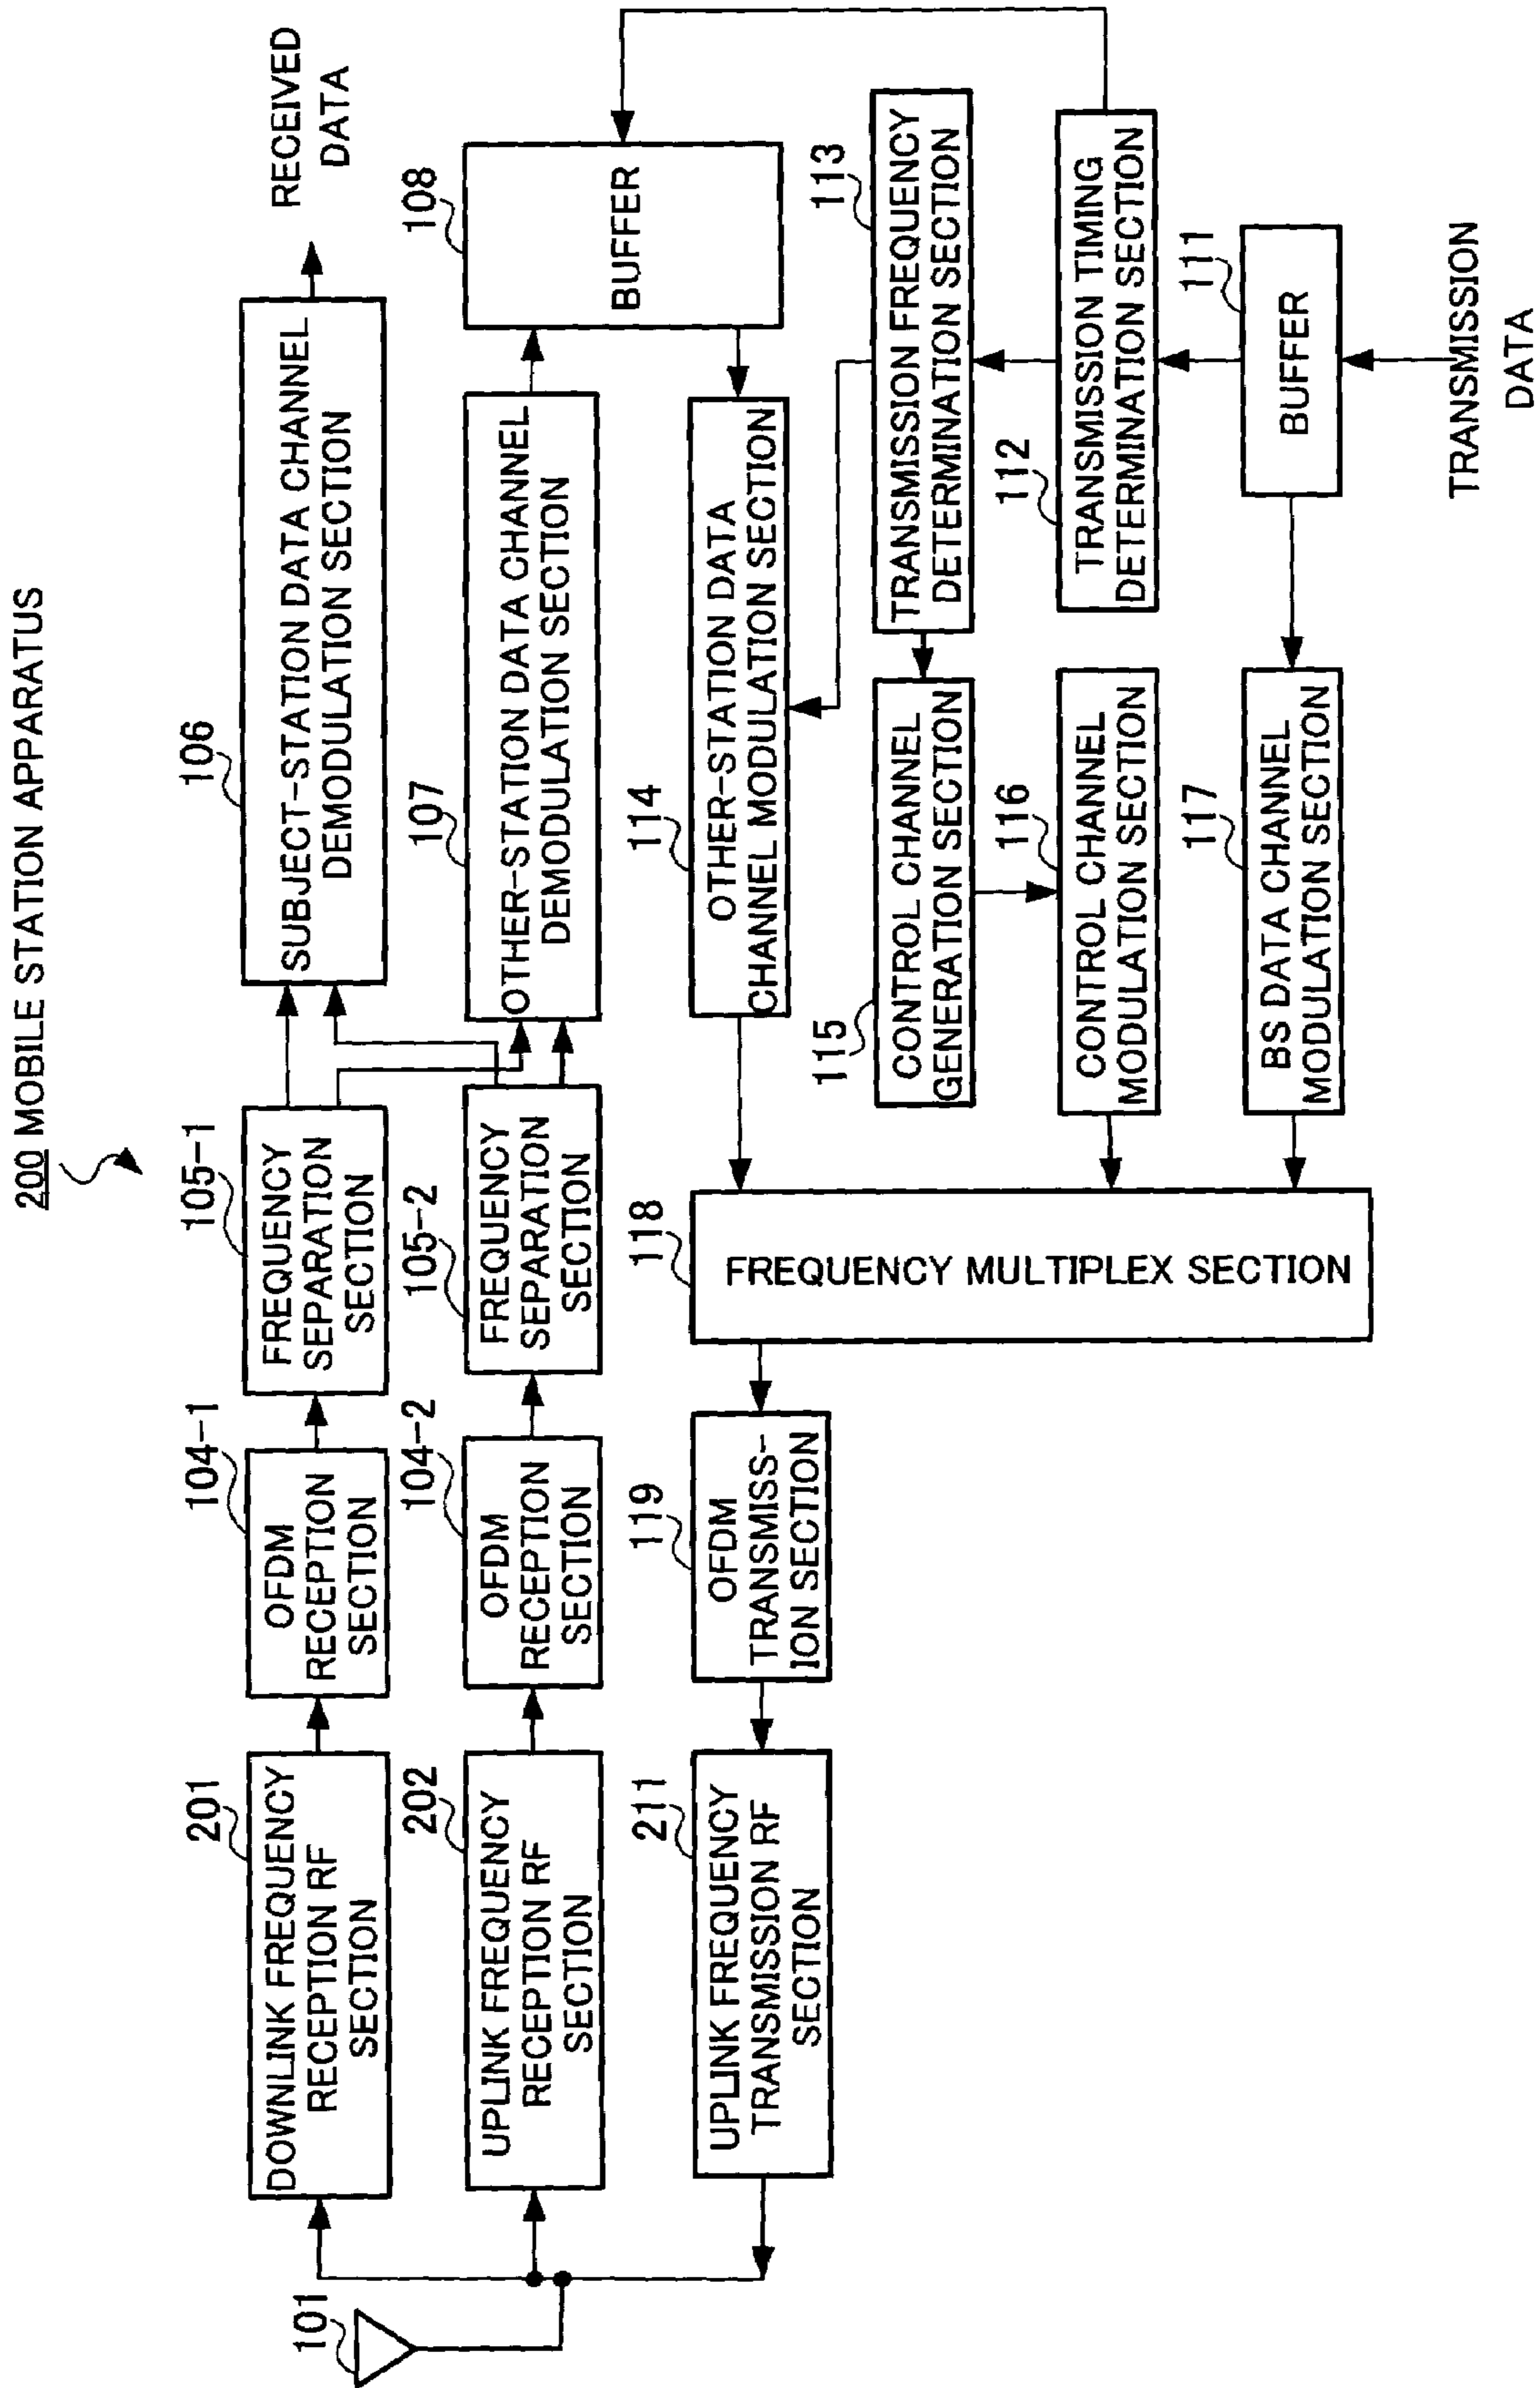 200 MOBILE STATION APPARATUS
101
201
DOWNLINK FREQUENCY
RECEPTION RF
SECTION
104-1
OFDM
RECEPTION
SECTION
105-1
FREQUENCY
SEPARATION
SECTION
106
SUBJECT-STATION DATA CHANNEL
DEMODULATION SECTION
RECEIVED
DATA
202
UPLINK FREQUENCY
RECEPTION RF
SECTION
104-2
OFDM
RECEPTION
SECTION
105-2
FREQUENCY
SEPARATION
SECTION
107
OTHER-STATION DATA CHANNEL
DEMODULATION SECTION
108
BUFFER
211
UPLINK FREQUENCY
TRANSMISSION RF
SECTION
119
OFDM
TRANSMISS-
ION SECTION
118
FREQUENCY MULTIPLEX SECTION
114
OTHER-STATION DATA
CHANNEL MODULATION SECTION
115
CONTROL CHANNEL
GENERATION SECTION
113
TRANSMISSION FREQUENCY
DETERMINATION SECTION
116
CONTROL CHANNEL
MODULATION SECTION
112
TRANSMISSION TIMING
DETERMINATION SECTION
117
BS DATA CHANNEL
MODULATION SECTION
111
BUFFER
TRANSMISSION
DATA